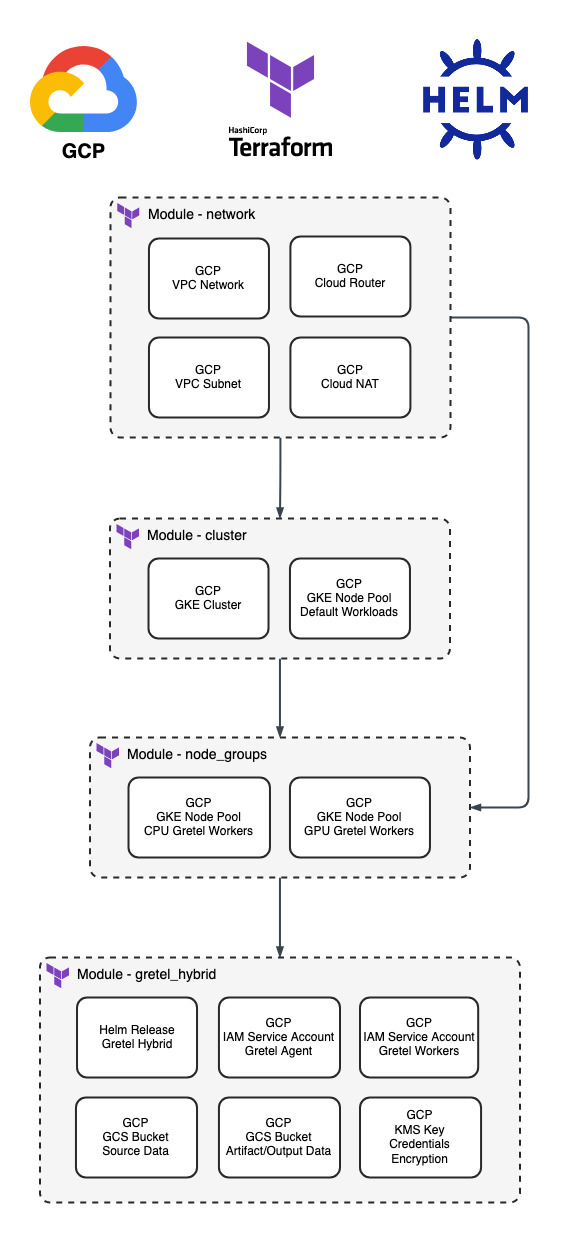 GCP
HashiCorp
Terraform
HELM
Module - network
GCP
VPC Network
GCP
Cloud Router
GCP
VPC Subnet
GCP
Cloud NAT
Module - cluster
GCP
GKE Cluster
GCP
GKE Node Pool
Default Workloads
Module - node_groups
GCP
GKE Node Pool
CPU Gretel Workers
GCP
GKE Node Pool
GPU Gretel Workers
Module - gretel_hybrid
Helm Release
Gretel Hybrid
GCP
IAM Service Account
Gretel Agent
GCP
IAM Service Account
Gretel Workers
GCP
GCS Bucket
Source Data
GCP
GCS Bucket
Artifact/Output Data
GCP
KMS Key
Credentials
Encryption